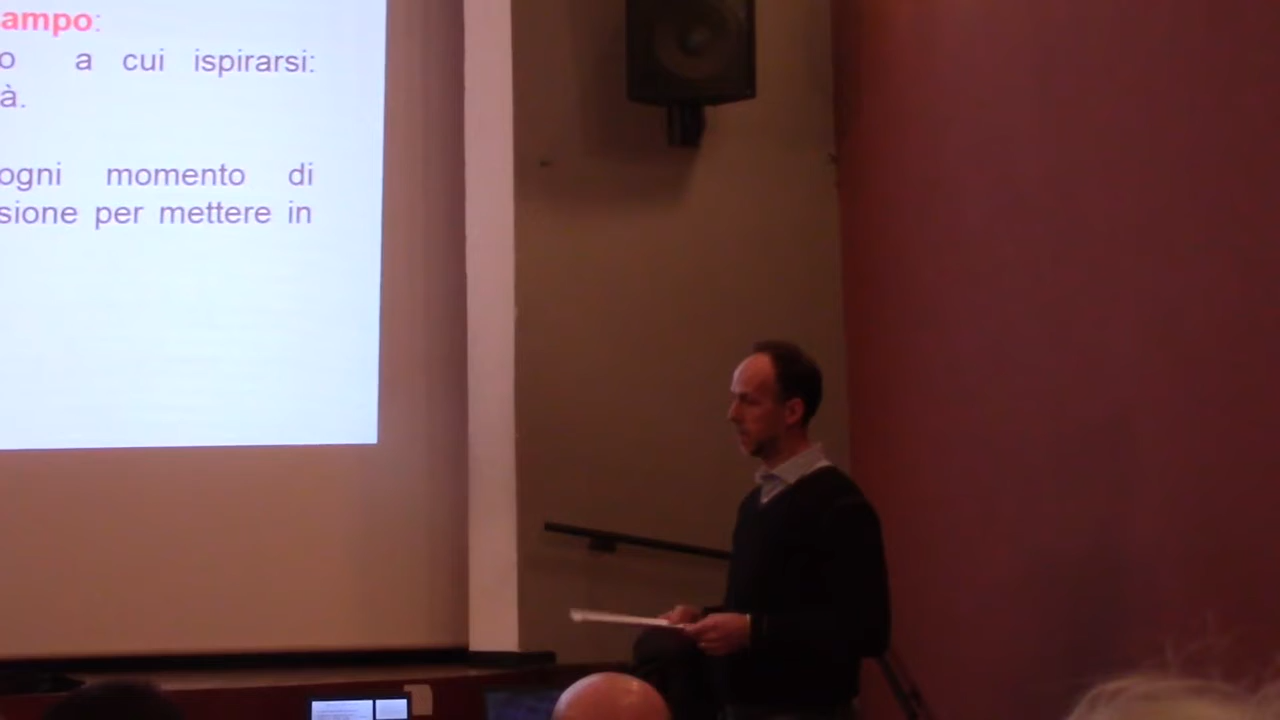 ampo:
o a cui ispirarsi:
à.
ogni momento di
sione per mettere in